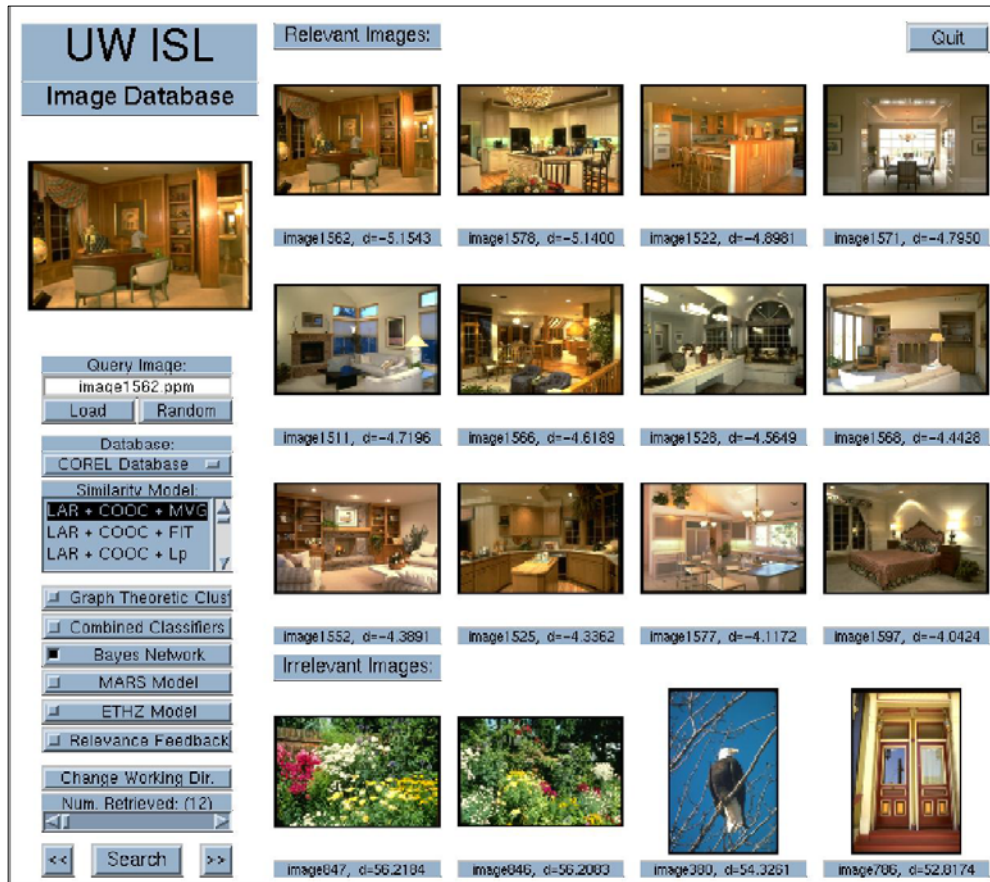 UW ISL
Image Database
Query Image:
image1562.ppm
Load Random
Database:
COREL Database
Similarity Model:
LAR + COOC + MVG
LAR + COOC + FIT
LAR + COOC + Lp
Graph Theoretic Clust
Combined Classifiers
Bayes Network
MARS Model
ETHZ Model
Relevance Feedback
Change Working Dir.
Num. Retrieved: (12)
<< Search >>
Relevant Images:
Quit
image1562, d=-5.1543 image1578, d=-5.1400 image1522, d=-4.8981 image1571, d=-4.7950
image1511, d=-4.7196 image1566, d=-4.6189 image1528, d=-4.5649 image1568, d=-4.4428
image1552, d=-4.3891 image1525, d=-4.3362 image1577, d=-4.1172 image1597, d=-4.0424
Irrelevant Images:
image847, d=56.2184 image846, d=56.2083 image380, d=54.3261 image786, d=52.8174